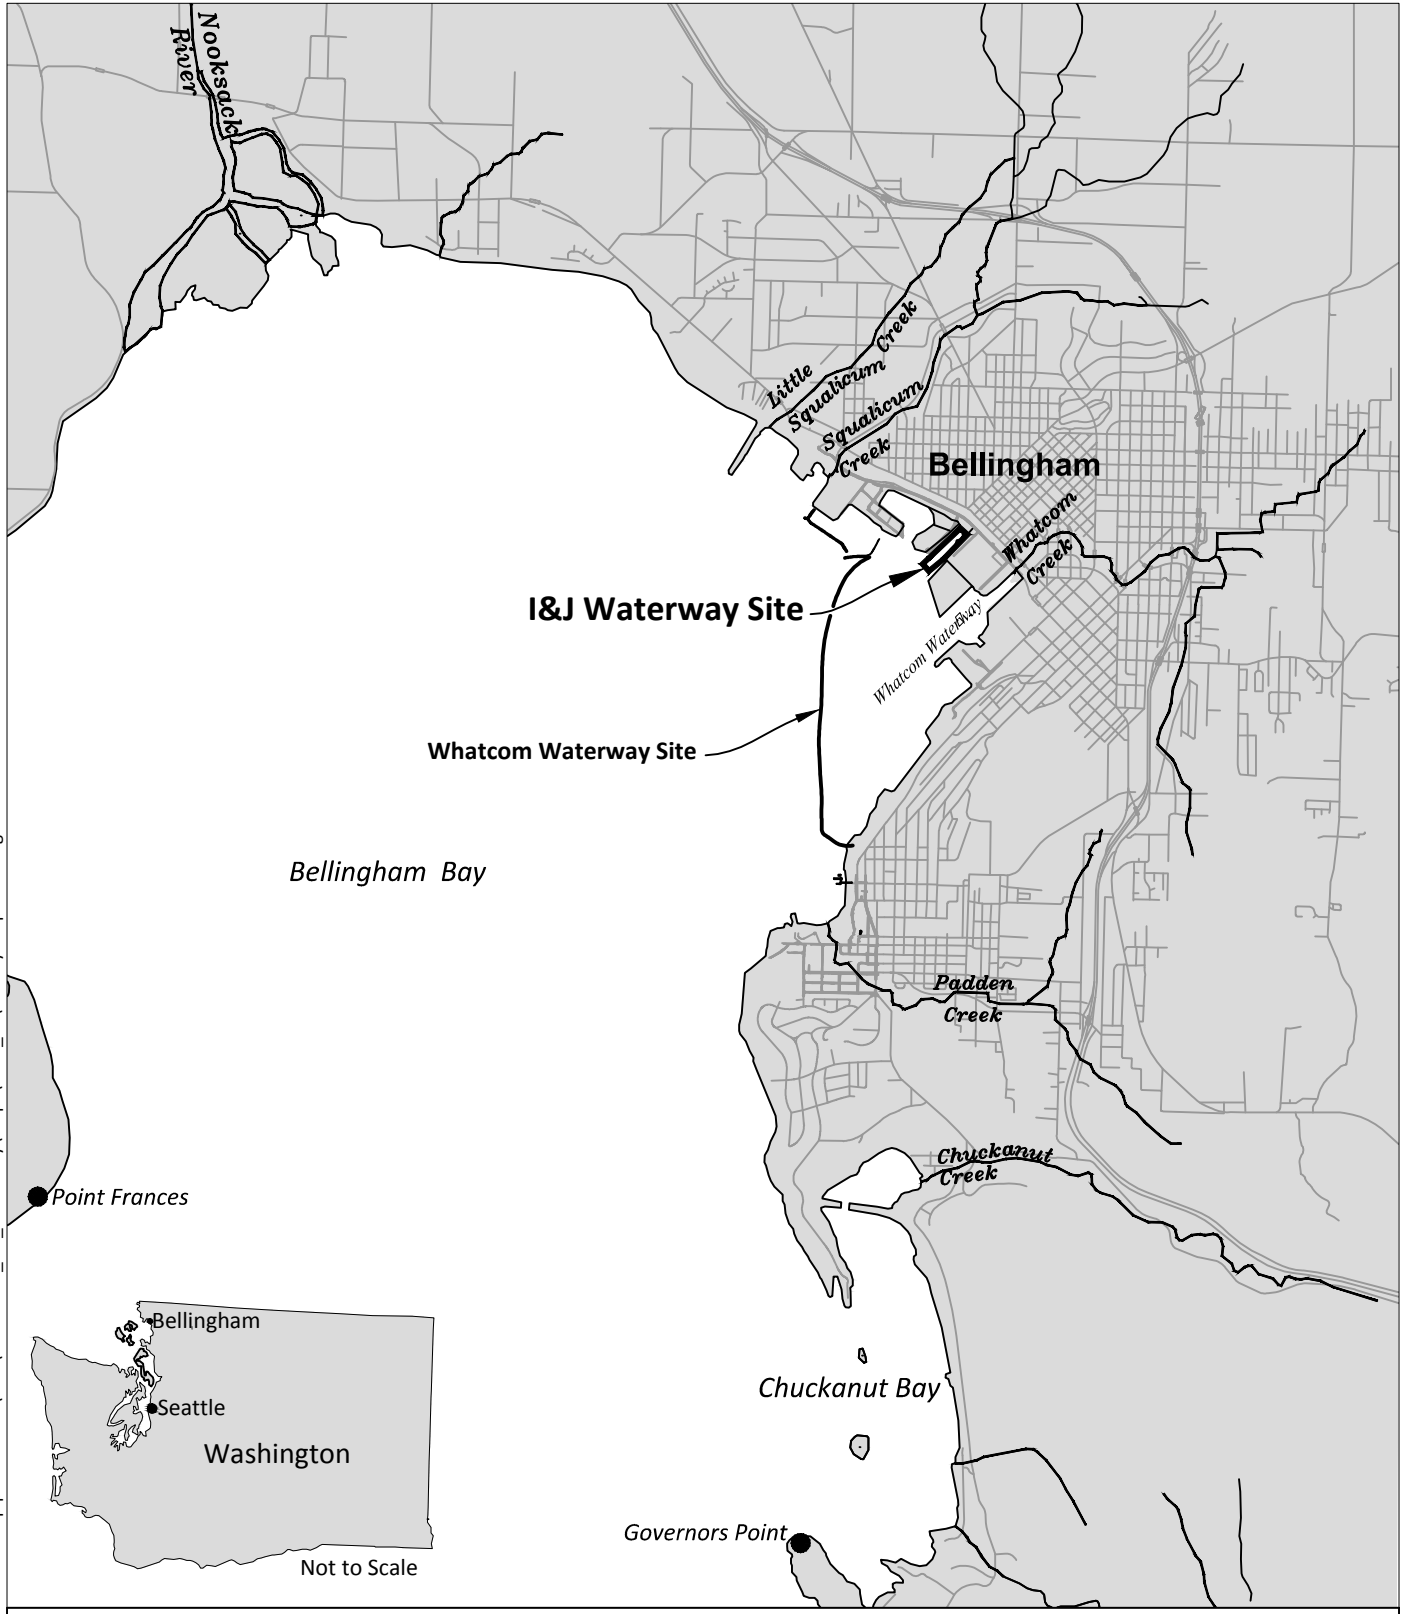 Nooksack
River
Little
Squalicum
Creek
Squalicum
Creek
Bellingham
Whatcom
Creek
I&J Waterway Site
Whatcom Waterway
Whatcom Waterway Site
Bellingham Bay
Padden
Creek
Chuckanut
Creek
Point Frances
Bellingham
Seattle
Washington
Not to Scale
Chuckanut Bay
Governors Point